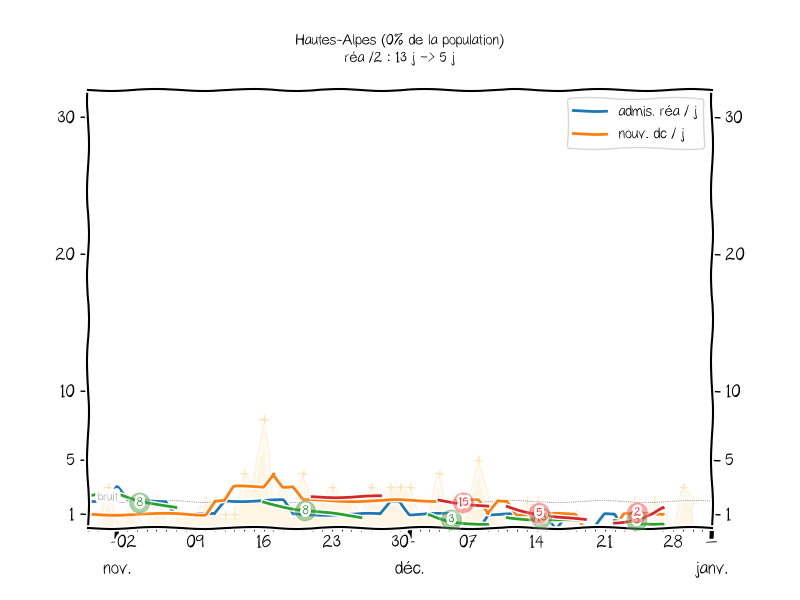 Hautes-Alpes (0% de la population)
réa /2 : 13 j -> 5 j
admis. réa / j
nouv. dc / j
30 30
20 20
10 10
5 5
1 1
bruit
8 8 3 15 5 2
02 09 16 23 30 07 14 21 28
nov. déc. janv.